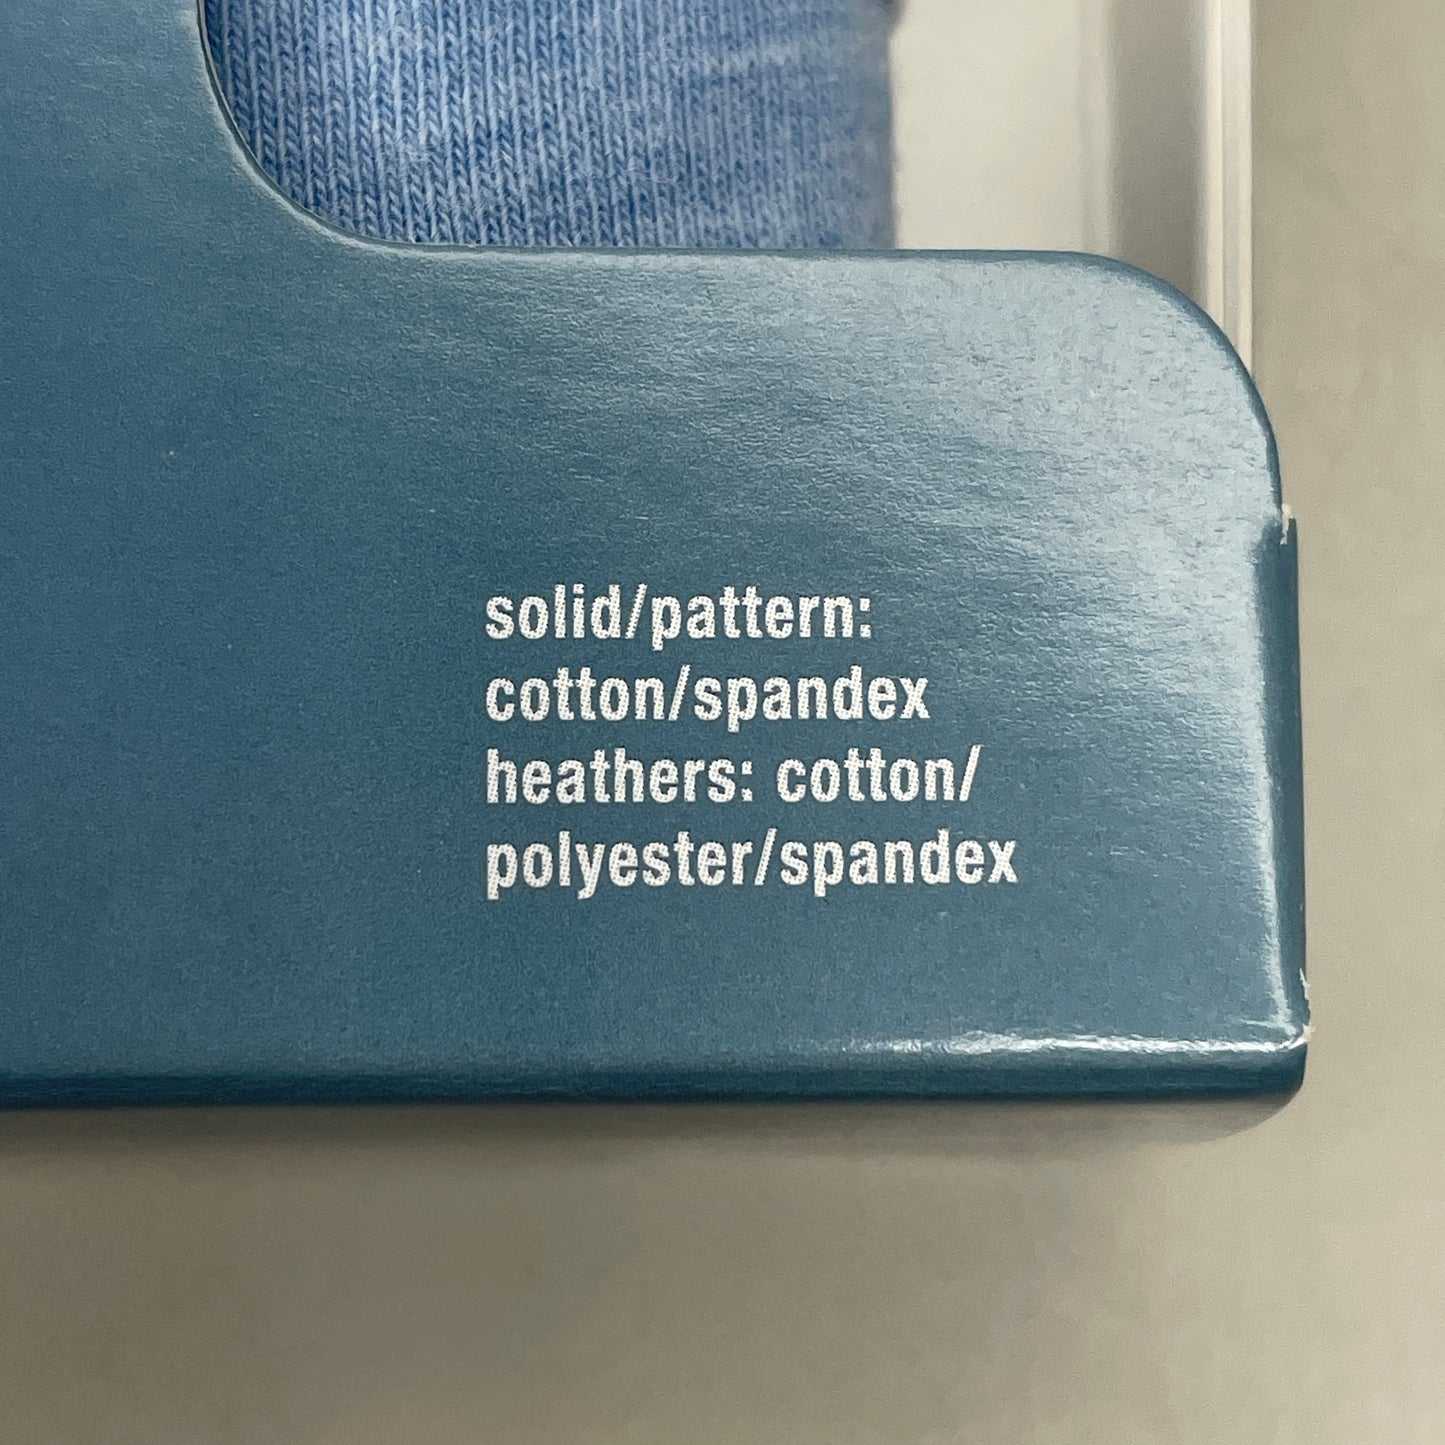 solid/pattern:
cotton/spandex
heathers: cotton/
polyester/spandex